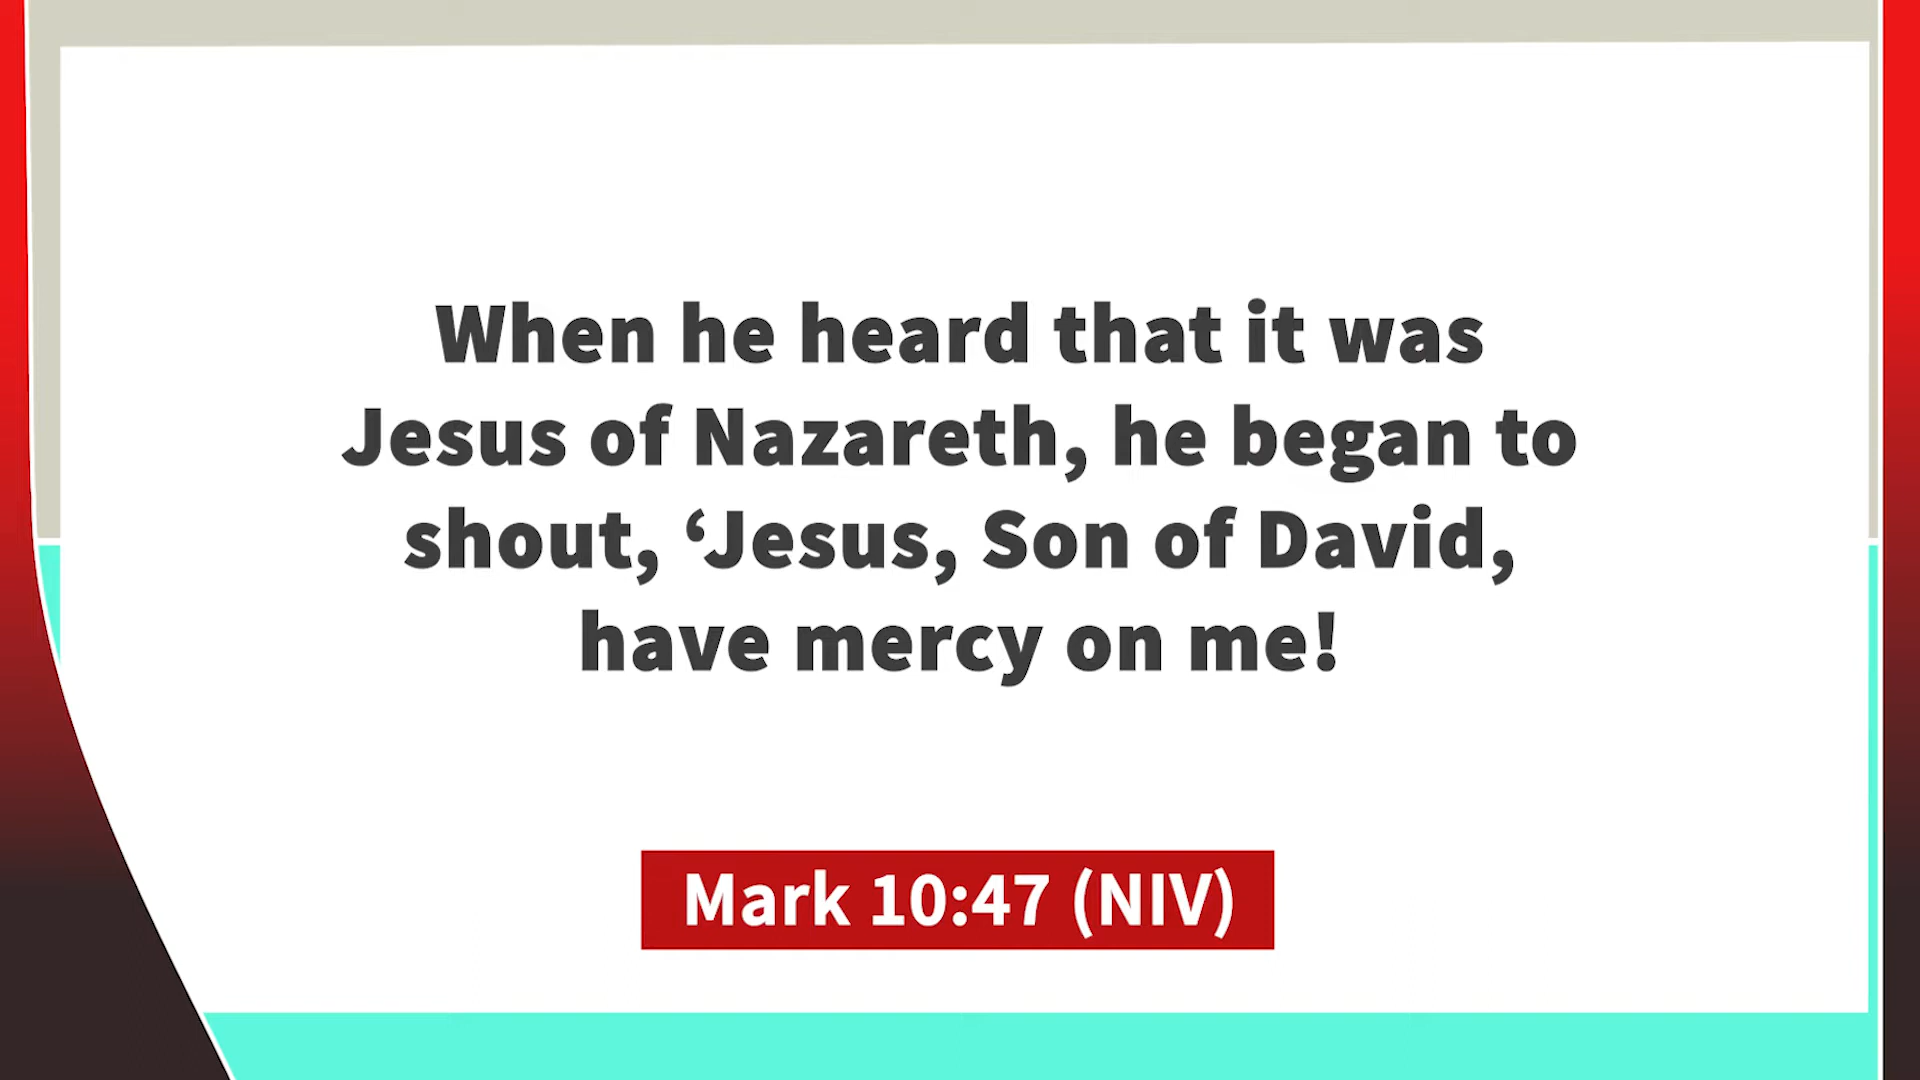 When he heard that it was
Jesus of Nazareth, he began to
shout, ‘Jesus, Son of David,
have mercy on me!
Mark 10:47 (NIV)